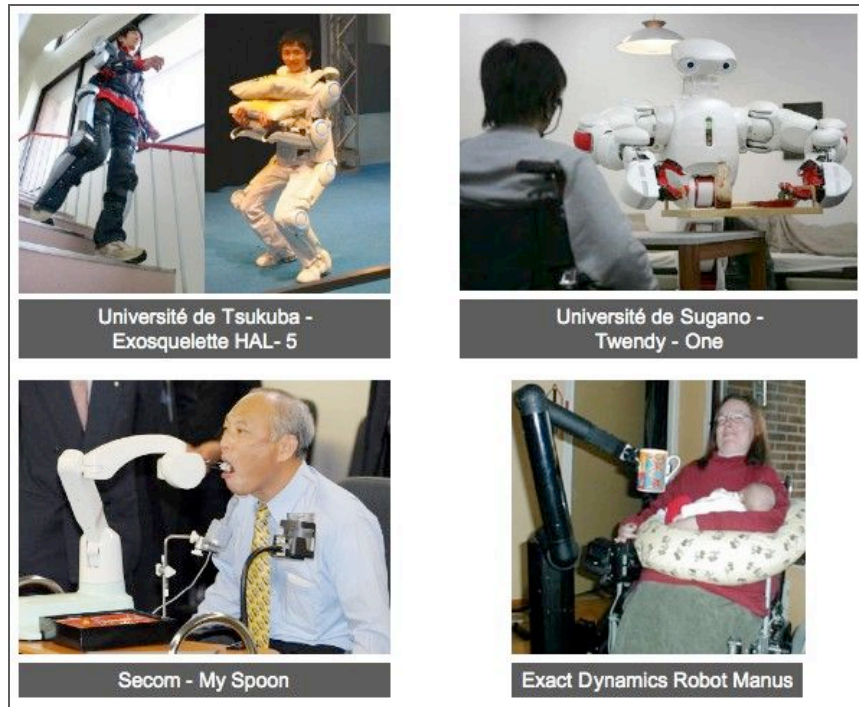 Université de Tsukuba -
Exosquelette HAL- 5
Université de Sugano -
Twendy - One
Secom - My Spoon
Exact Dynamics Robot Manus